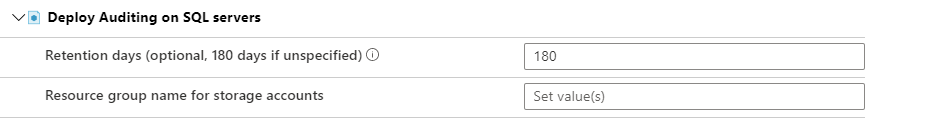 Deploy Auditing on SQL servers
Retention days (optional, 180 days if unspecified)
180
Resource group name for storage accounts
Set value(s)